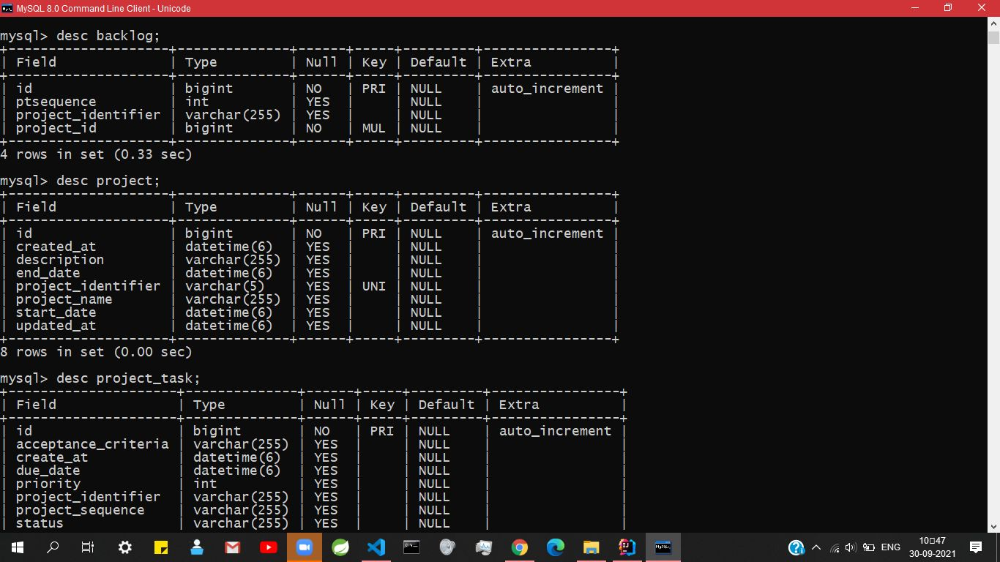 MySQL 8.0 Command Line Client - Unicode
mysql> desc backlog;
+--------------------+--------------+------+-----+---------+----------------+
| Field              | Type         | Null | Key | Default | Extra          |
+--------------------+--------------+------+-----+---------+----------------+
| id                 | bigint       | NO   | PRI | NULL    | auto_increment |
| ptsequence         | int          | YES  |     | NULL    |                |
| project_identifier | varchar(255) | YES  |     | NULL    |                |
| project_id         | bigint       | NO   | MUL | NULL    |                |
+--------------------+--------------+------+-----+---------+----------------+
4 rows in set (0.33 sec)
mysql> desc project;
+--------------------+--------------+------+-----+---------+----------------+
| Field              | Type         | Null | Key | Default | Extra          |
+--------------------+--------------+------+-----+---------+----------------+
| id                 | bigint       | NO   | PRI | NULL    | auto_increment |
| created_at         | datetime(6)  | YES  |     | NULL    |                |
| description        | varchar(255) | YES  |     | NULL    |                |
| end_date           | datetime(6)  | YES  |     | NULL    |                |
| project_identifier | varchar(5)   | YES  | UNI | NULL    |                |
| project_name       | varchar(255) | YES  |     | NULL    |                |
| start_date         | datetime(6)  | YES  |     | NULL    |                |
| updated_at         | datetime(6)  | YES  |     | NULL    |                |
+--------------------+--------------+------+-----+---------+----------------+
8 rows in set (0.00 sec)
mysql> desc project_task;
+---------------------+--------------+------+-----+---------+----------------+
| Field               | Type         | Null | Key | Default | Extra          |
+---------------------+--------------+------+-----+---------+----------------+
| id                  | bigint       | NO   | PRI | NULL    | auto_increment |
| acceptance_criteria | varchar(255) | YES  |     | NULL    |                |
| create_at           | datetime(6)  | YES  |     | NULL    |                |
| due_date            | datetime(6)  | YES  |     | NULL    |                |
| priority            | int          | YES  |     | NULL    |                |
| project_identifier  | varchar(255) | YES  |     | NULL    |                |
| project_sequence    | varchar(255) | YES  |     | NULL    |                |
| status              | varchar(255) | YES  |     | NULL    |                |
ENG
10▯47
30-09-2021